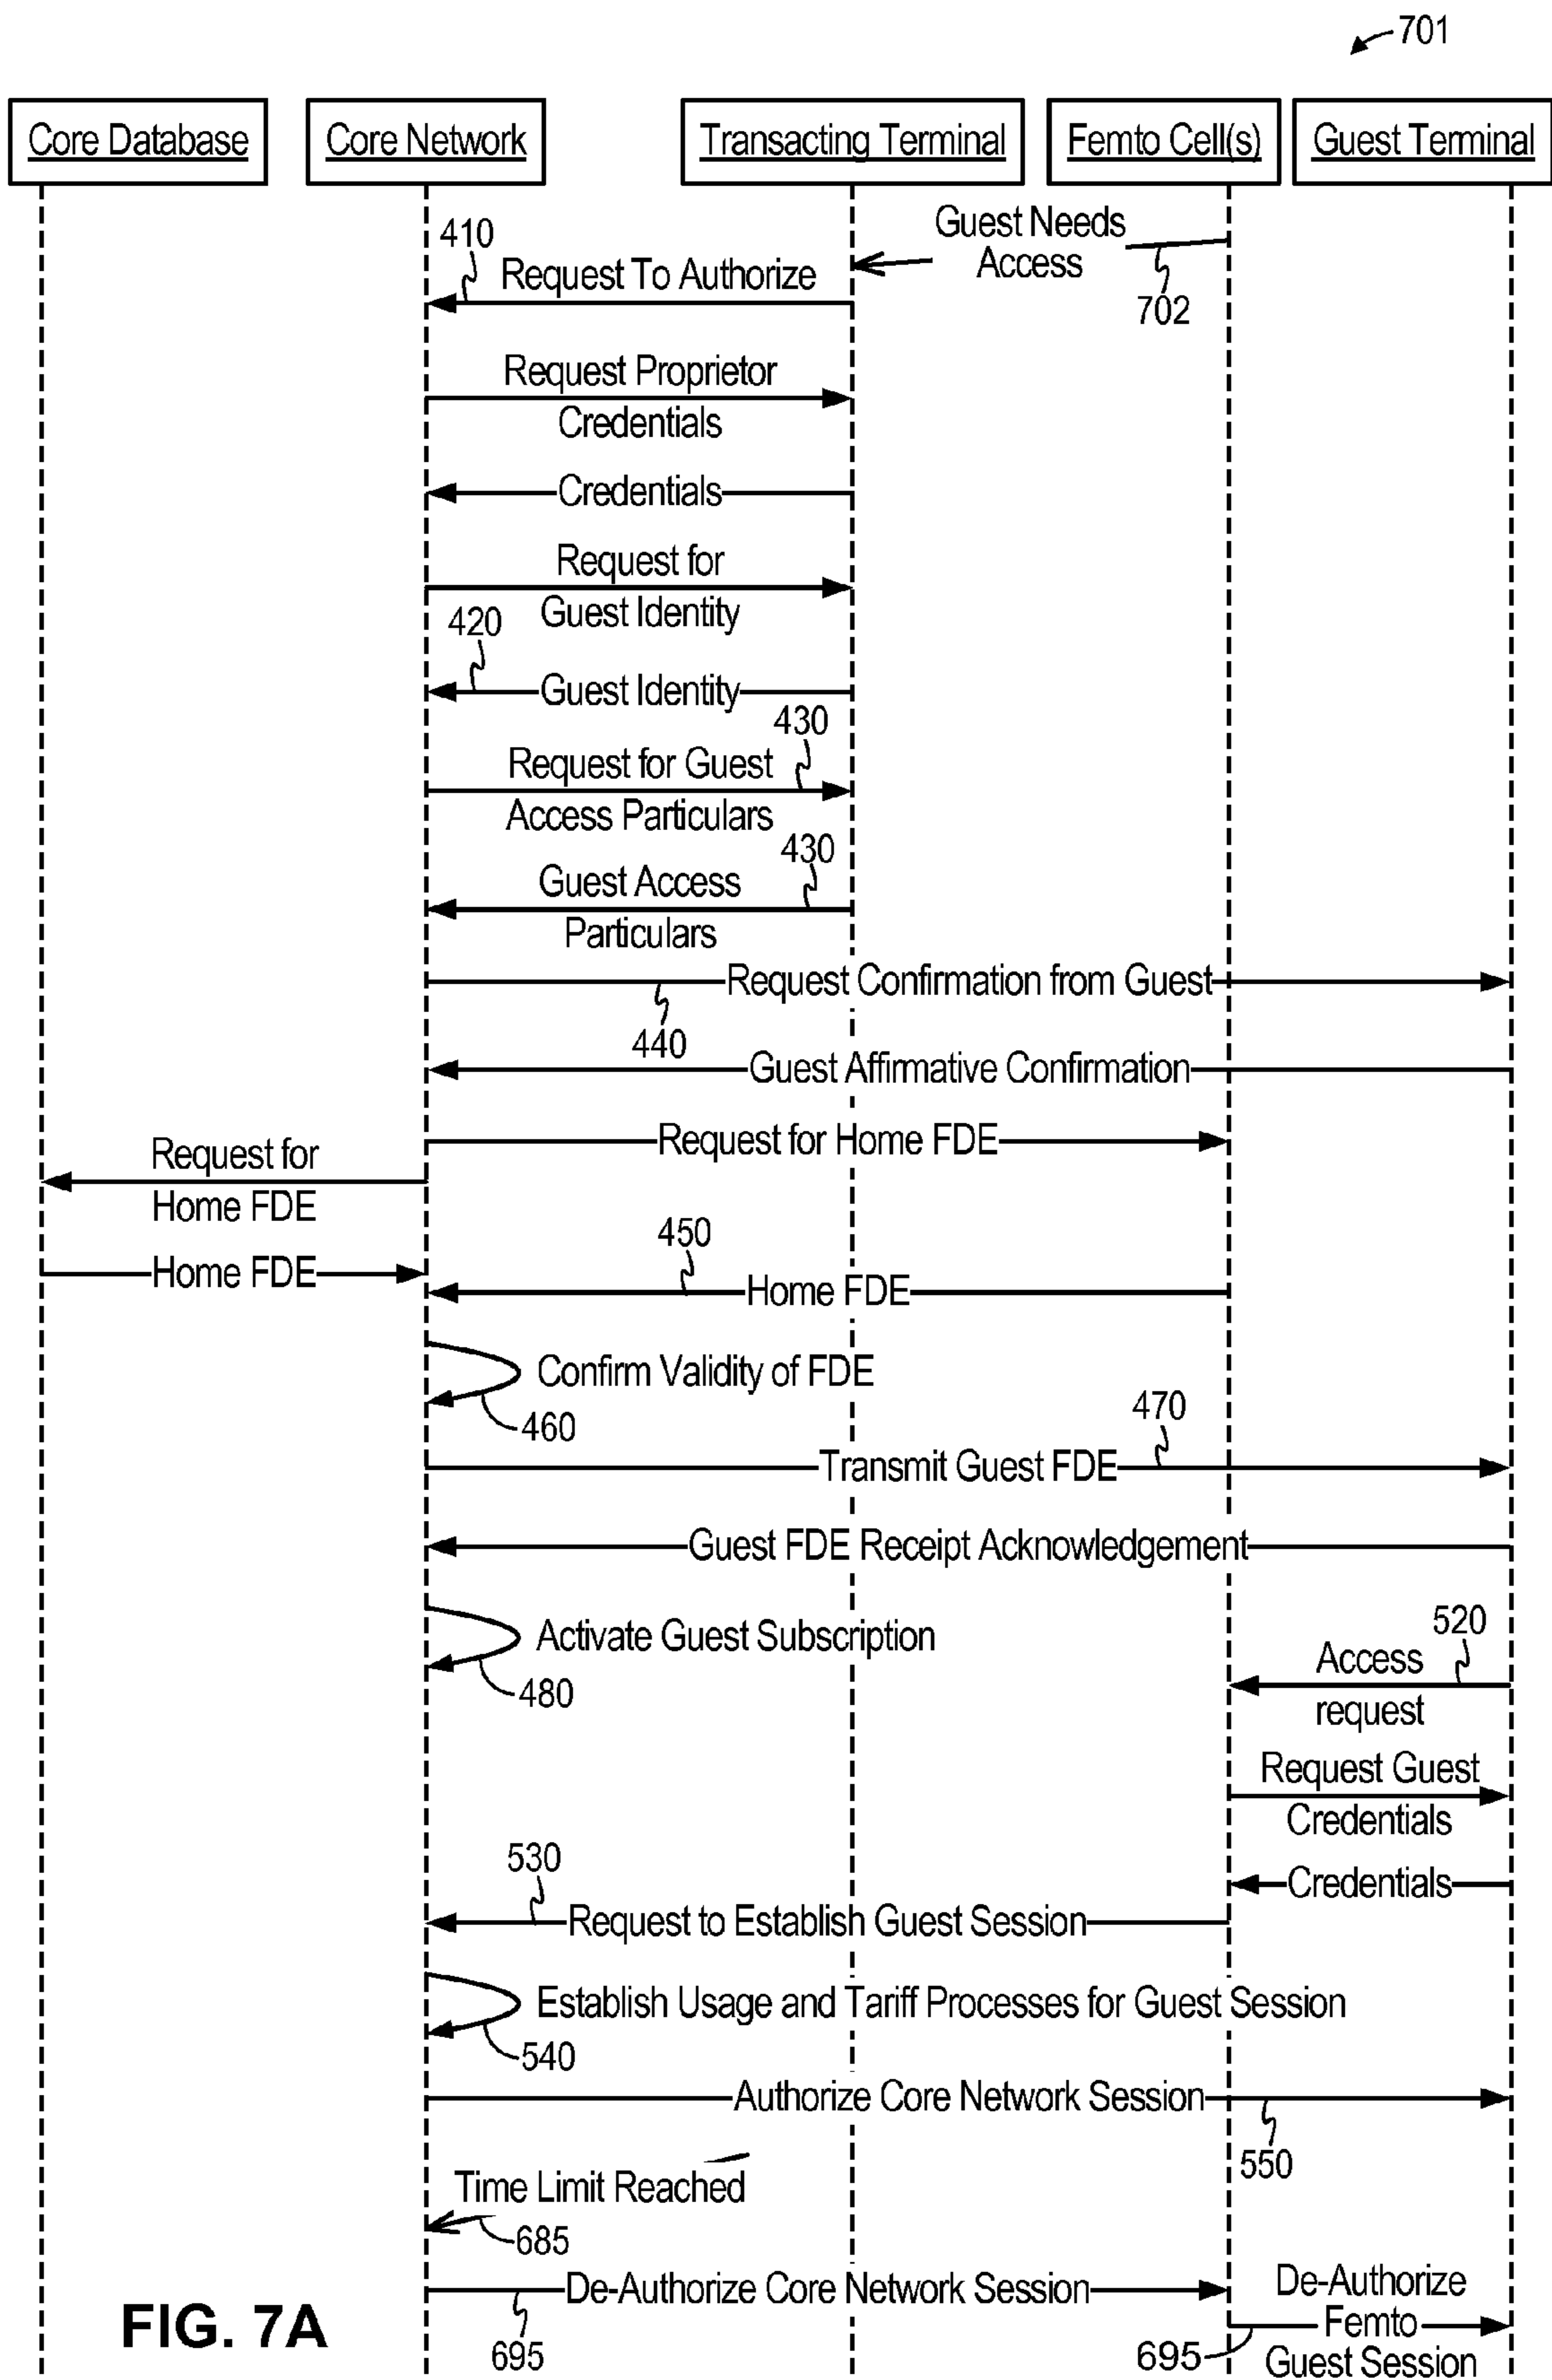 701
Core Database
Core Network
Transacting Terminal
Femto Cell(s)
Guest Terminal
Guest Needs
Access
702
410
Request To Authorize
Request Proprietor
Credentials
Credentials
Request for
Guest Identity
420
Guest Identity
430
Request for Guest
Access Particulars
430
Guest Access
Particulars
Request Confirmation from Guest
440
Guest Affirmative Confirmation
Request for Home FDE
Request for
Home FDE
Home FDE
450
Home FDE
Confirm Validity of FDE
460
470
Transmit Guest FDE
Guest FDE Receipt Acknowledgement
Activate Guest Subscription
480
520
Access
request
Request Guest
Credentials
Credentials
530
Request to Establish Guest Session
Establish Usage and Tariff Processes for Guest Session
540
Authorize Core Network Session
550
Time Limit Reached
685
De-Authorize Core Network Session
695
De-Authorize
Femto
Guest Session
695
FIG. 7A